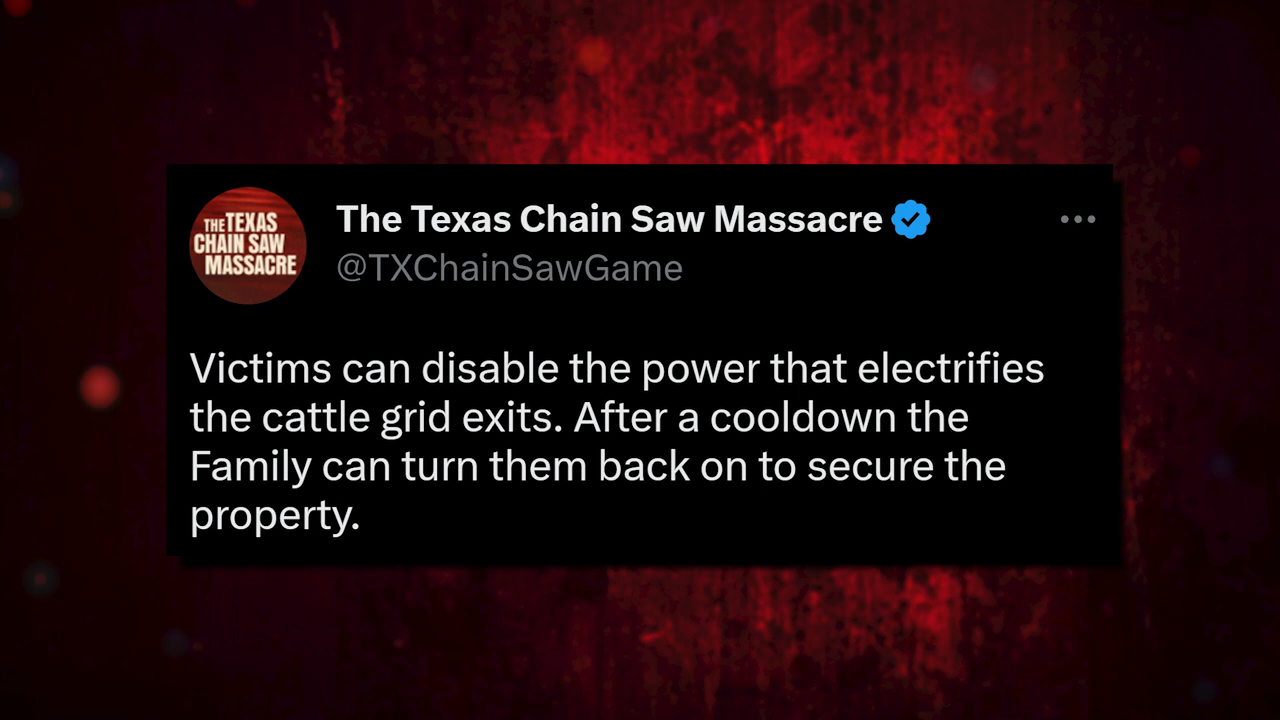 THE TEXAS
CHAIN SAW
MASSACRE
The Texas Chain Saw Massacre
@TXChainSawGame
Victims can disable the power that electrifies
the cattle grid exits. After a cooldown the
Family can turn them back on to secure the
property.